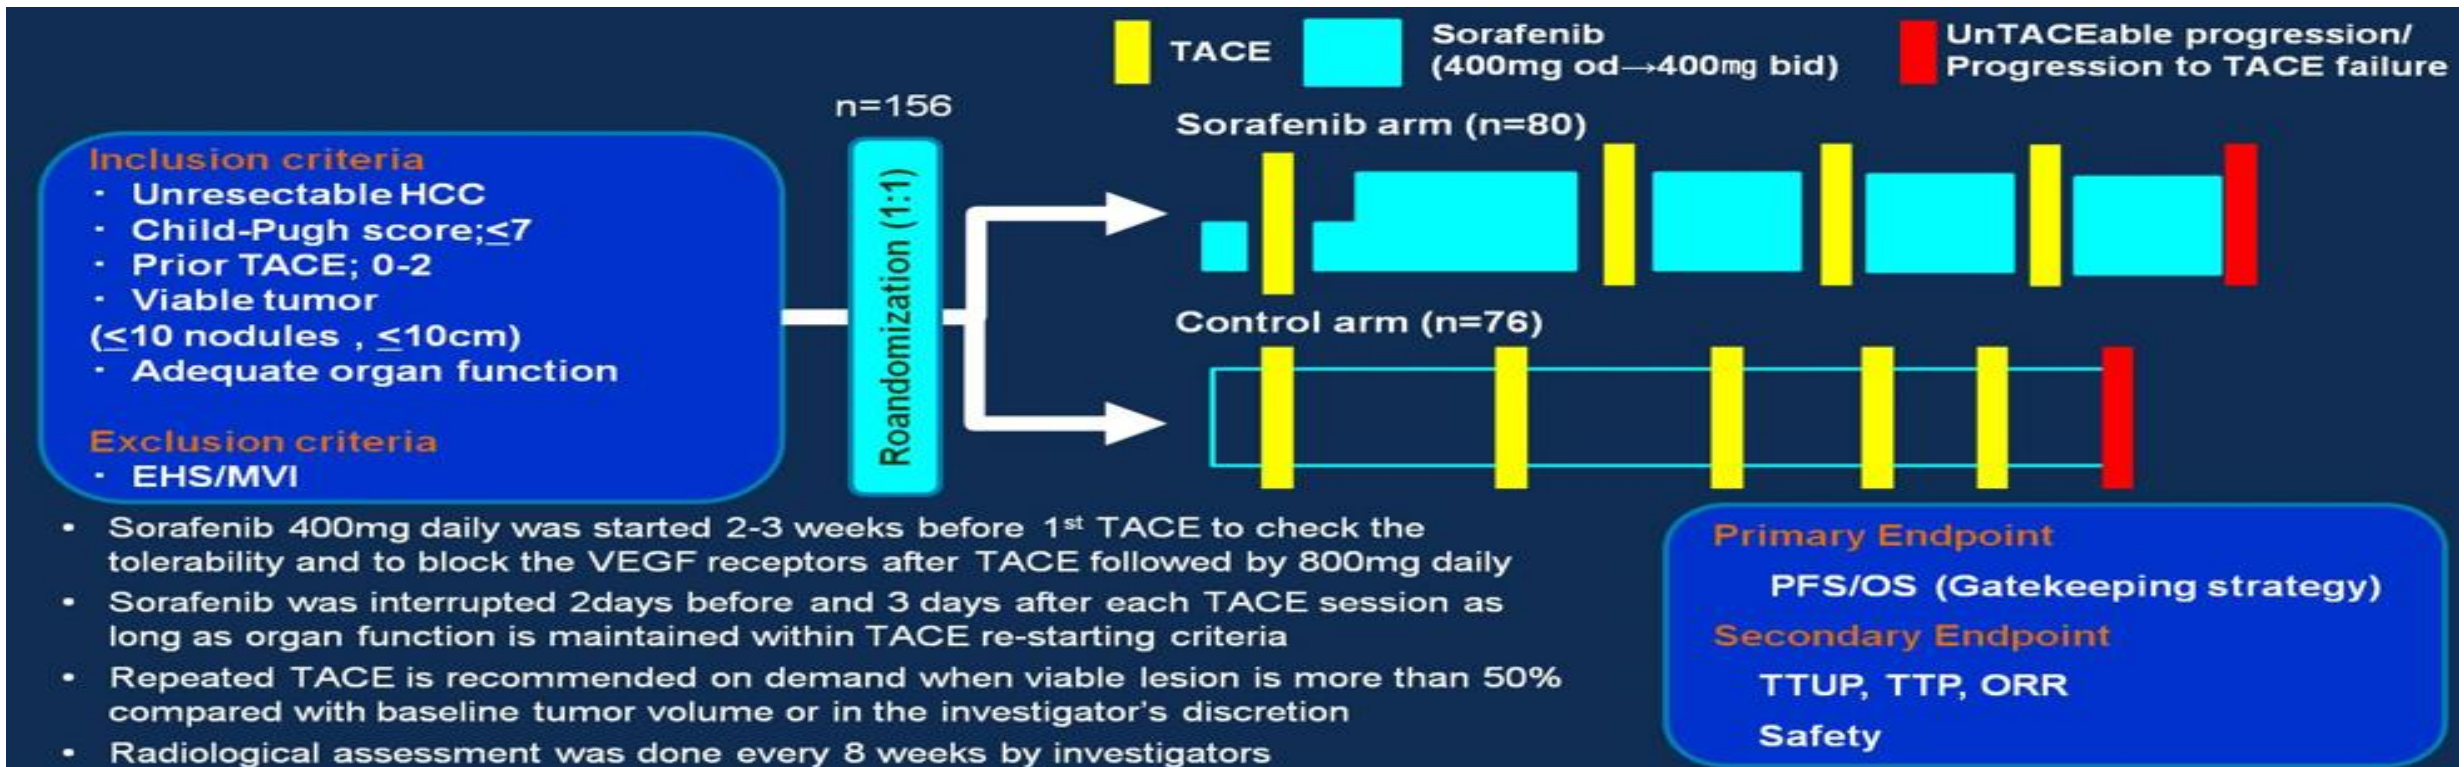 TACE
Sorafenib
(400mg od→400mg bid)
UnTACEable progression/
Progression to TACE failure
n=156
Inclusion criteria
· Unresectable HCC
· Child-Pugh score;≤7
· Prior TACE; 0-2
· Viable tumor
(≤10 nodules , ≤10cm)
· Adequate organ function
Exclusion criteria
· EHS/MVI
Roandomization (1:1)
Sorafenib arm (n=80)
Control arm (n=76)
• Sorafenib 400mg daily was started 2-3 weeks before 1st TACE to check the
tolerability and to block the VEGF receptors after TACE followed by 800mg daily
• Sorafenib was interrupted 2days before and 3 days after each TACE session as
long as organ function is maintained within TACE re-starting criteria
• Repeated TACE is recommended on demand when viable lesion is more than 50%
compared with baseline tumor volume or in the investigator’s discretion
• Radiological assessment was done every 8 weeks by investigators
Primary Endpoint
PFS/OS (Gatekeeping strategy)
Secondary Endpoint
TTUP, TTP, ORR
Safety